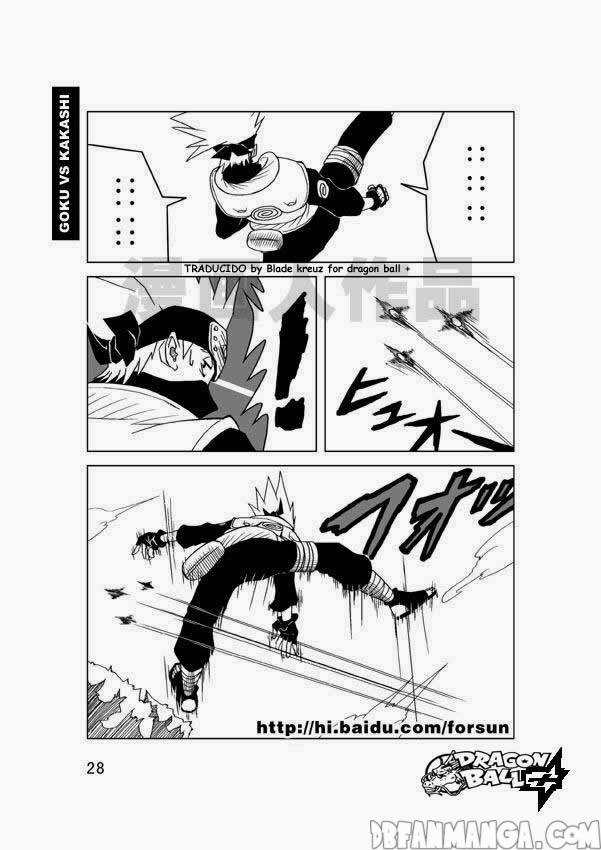 GOKU VS KAKASHI
TRADUCIDO by Blade kreuz for dragon ball +
漫画人作品
!
ヒュオー
フォッ
http://hi.baidu.com/forsun
28
DRAGON
BALL
DBFANMANGA.COM